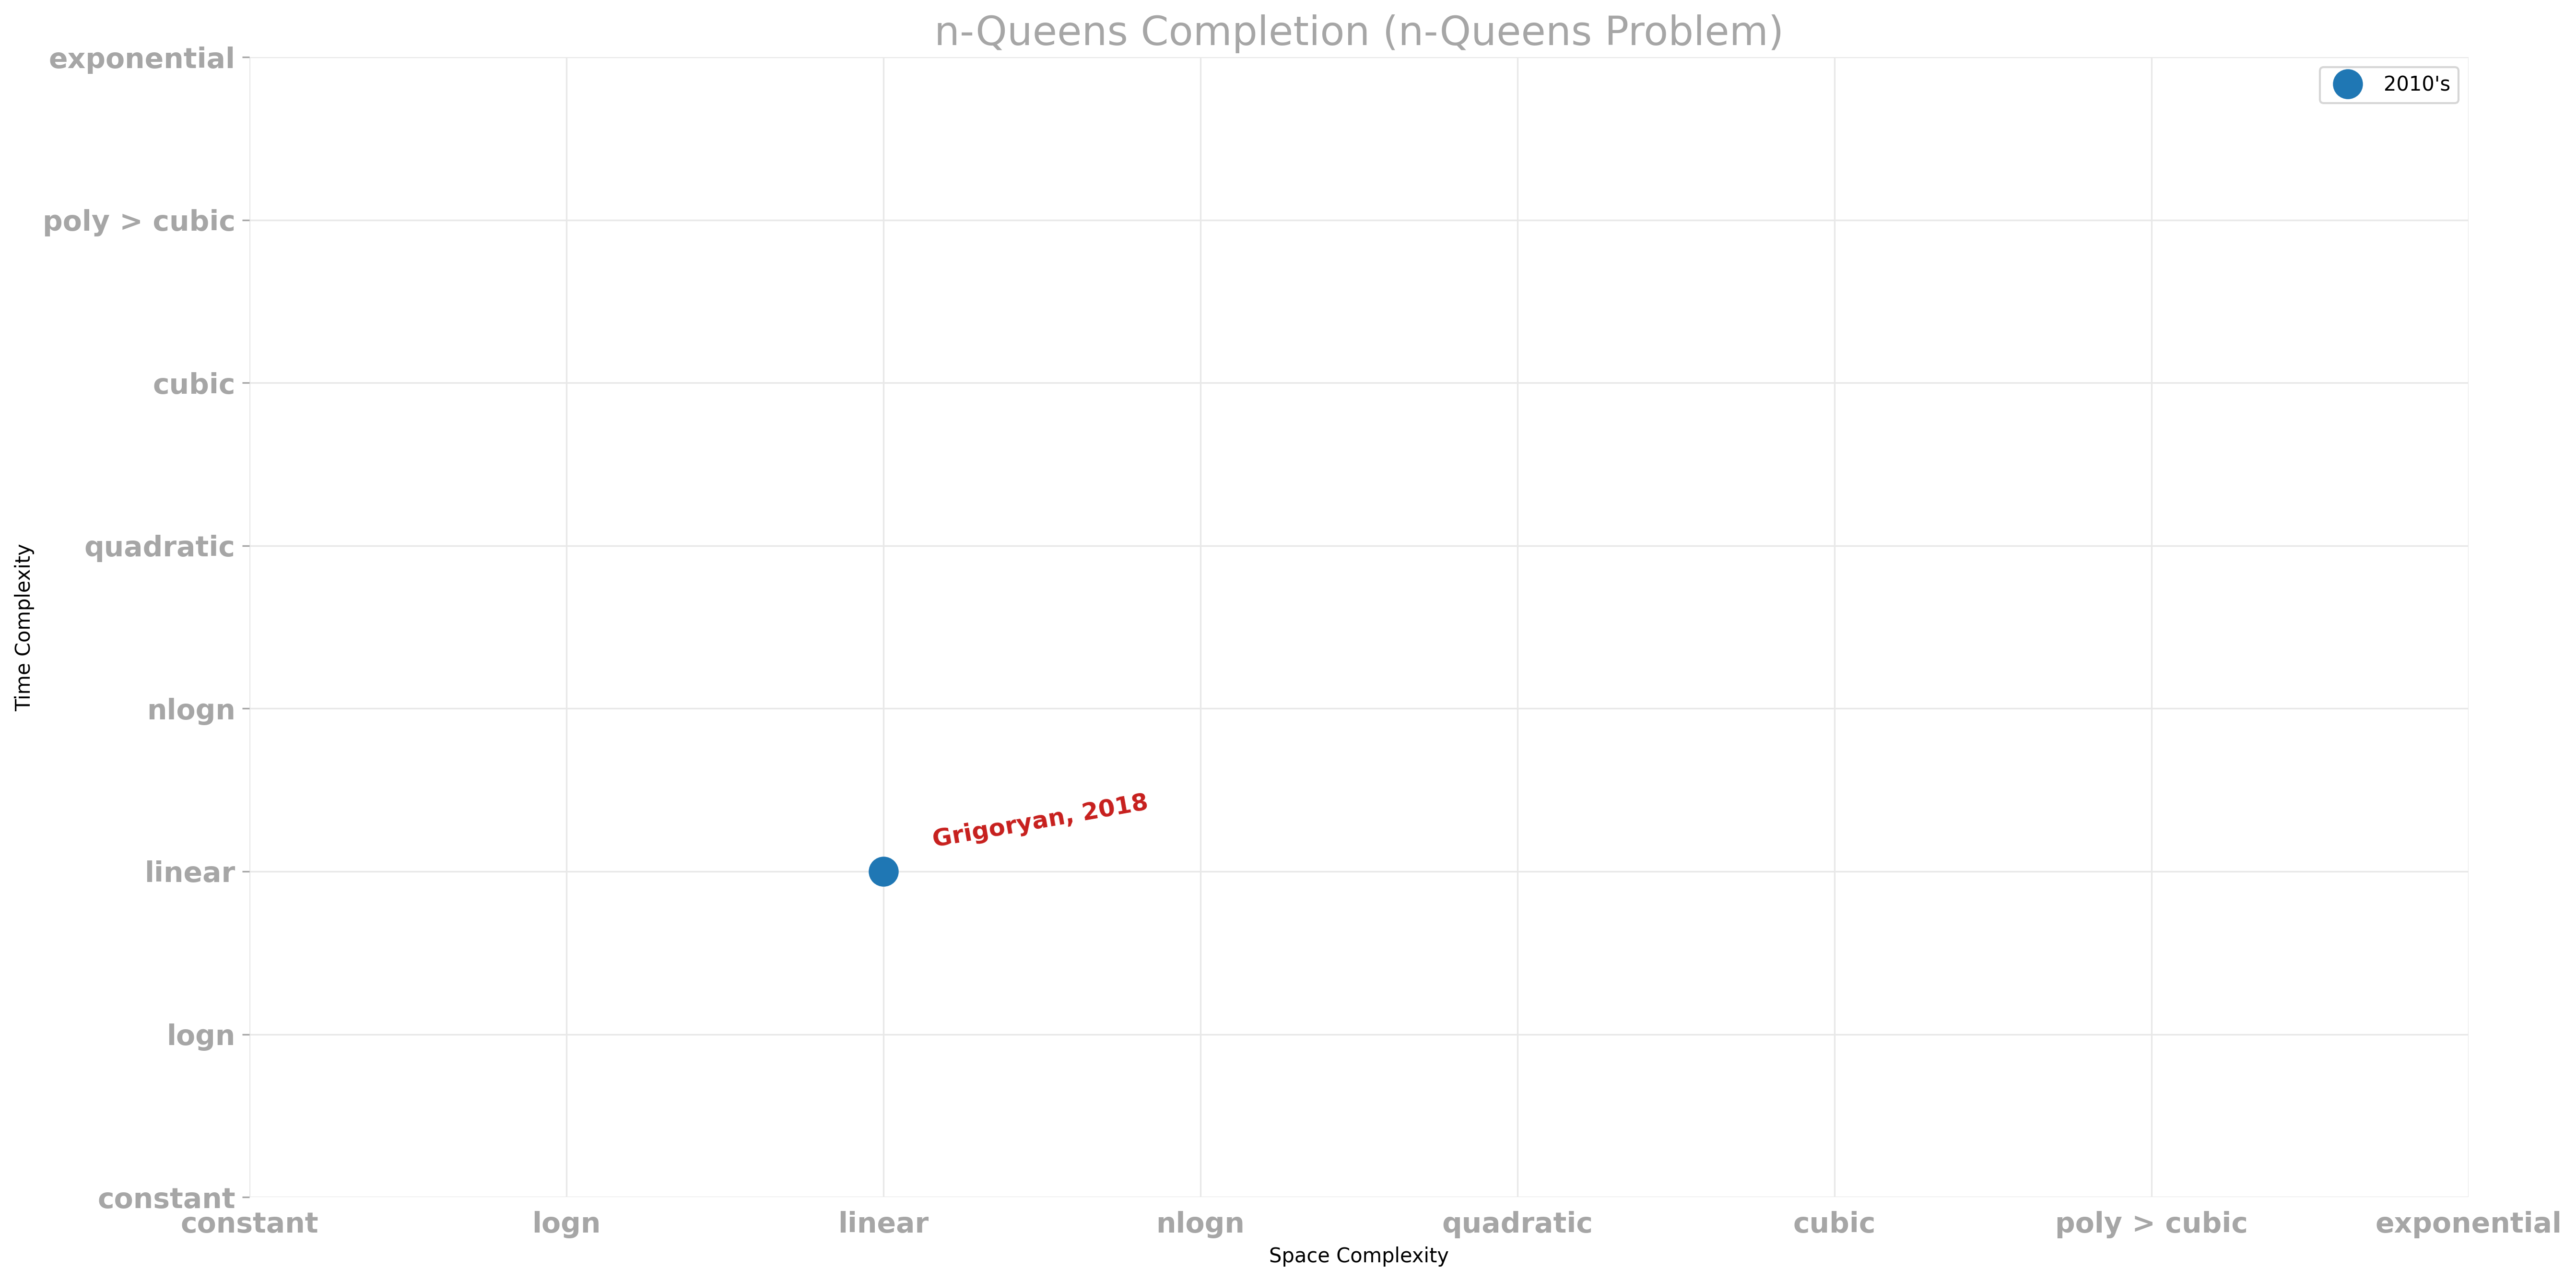 n-Queens Completion (n-Queens Problem)
exponential
2010's
poly > cubic
cubic
quadratic
Time Complexity
nlogn
Grigoryan, 2018
linear
logn
constant
constant
logn
linear
nlogn
quadratic
cubic
poly > cubic
exponential
Space Complexity